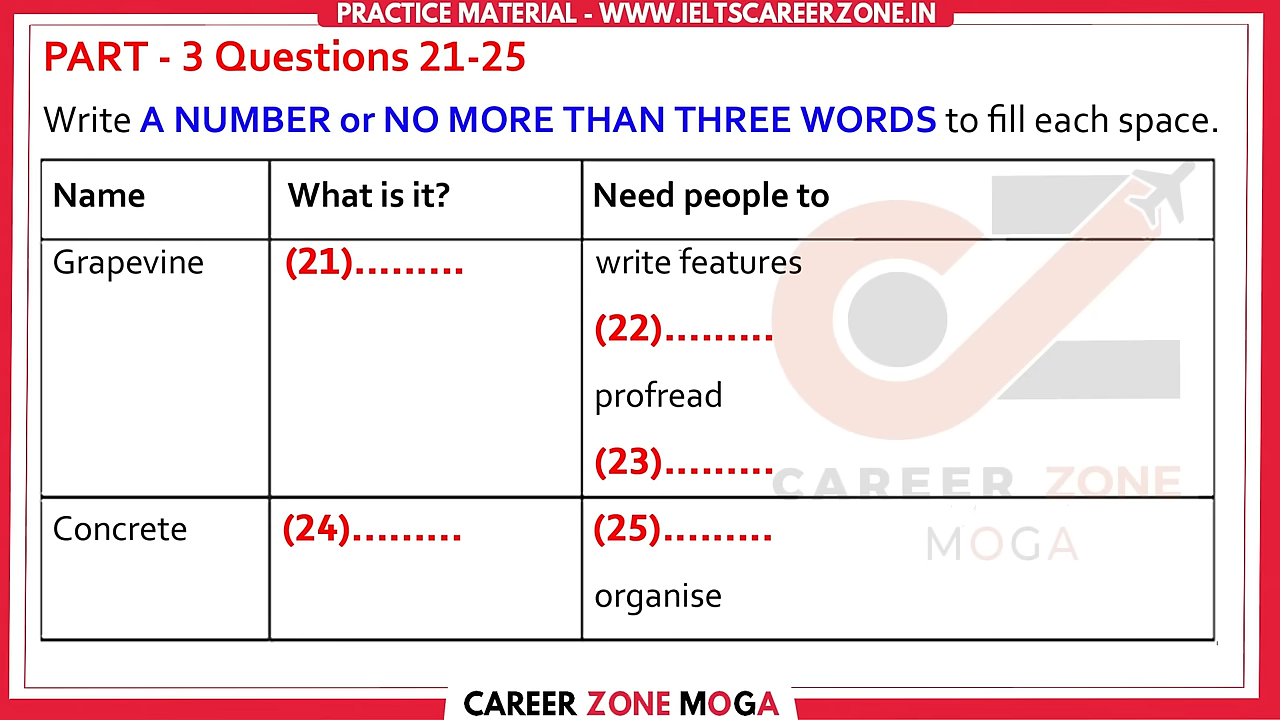 PRACTICE MATERIAL - WWW.IELTSCAREERZONE.IN
PART - 3 Questions 21-25
Write A NUMBER or NO MORE THAN THREE WORDS to fill each space.
Name What is it? Need people to
Grapevine (21)......... write features
(22).........
profread
(23).........
CAREER ZONE
Concrete (24)......... (25).........
MOGA
organise
CAREER ZONE MOGA